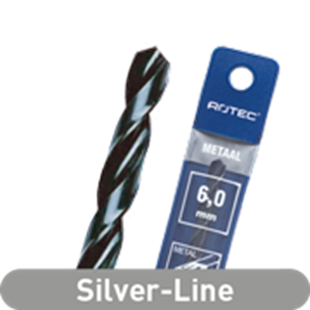 ROTEC
METAAL
6,0
mm
METAL
Silver-Line